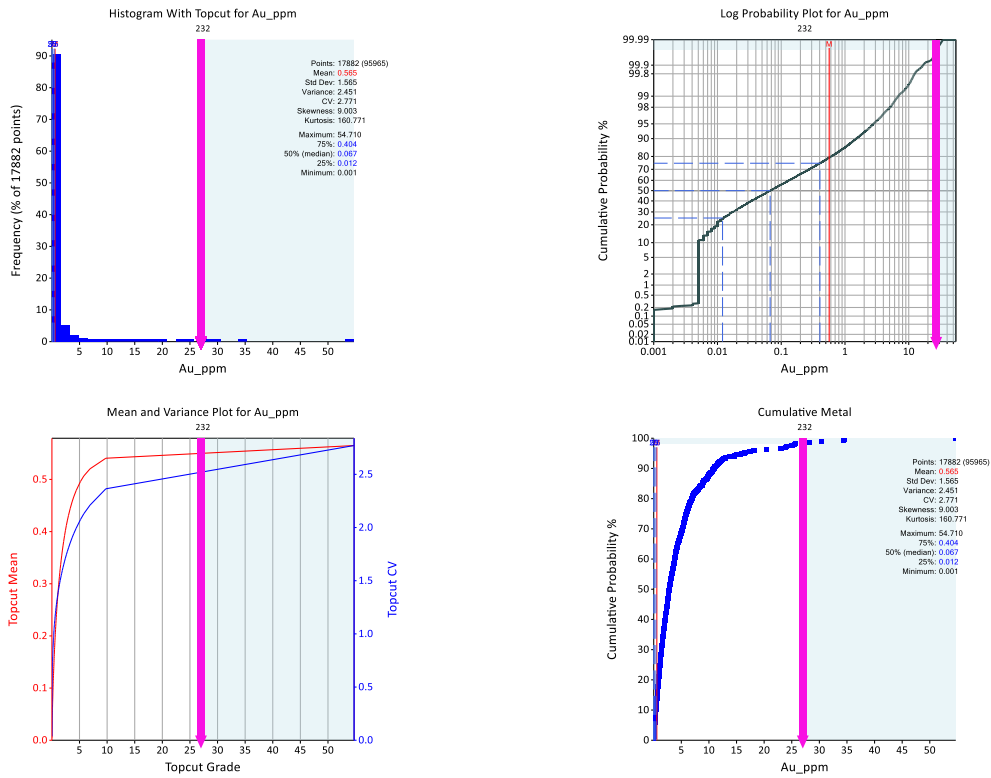 Histogram With Topcut for Au_ppm
232
Frequency (% of 17882 points)
90
80
70
60
50
40
30
20
10
0
Points: 17882 (95965)
Mean: 0.565
Std Dev: 1.565
Variance: 2.451
CV: 2.771
Skewness: 9.003
Kurtosis: 160.771
Maximum: 54.710
75%: 0.404
50% (median): 0.067
25%: 0.012
Minimum: 0.001
5 10 15 20 25 30 35 40 45 50
Au_ppm
Log Probability Plot for Au_ppm
232
M
Cumulative Probability %
99.99
99.9
99.8
99
98
95
90
80
70
60
50
40
30
20
10
5
2
1
0.5
0.2
0.1
0.05
0.02
0.01
0.001 0.01 0.1 1 10
Au_ppm
Mean and Variance Plot for Au_ppm
232
Topcut Mean
0.5
0.4
0.3
0.2
0.1
0.0
Topcut CV
2.5
2.0
1.5
1.0
0.5
0.0
5 10 15 20 25 30 35 40 45 50
Topcut Grade
Cumulative Metal
232
Cumulative Probability %
100
90
80
70
60
50
40
30
20
10
0
Points: 17882 (95965)
Mean: 0.565
Std Dev: 1.565
Variance: 2.451
CV: 2.771
Skewness: 9.003
Kurtosis: 160.771
Maximum: 54.710
75%: 0.404
50% (median): 0.067
25%: 0.012
Minimum: 0.001
5 10 15 20 25 30 35 40 45 50
Au_ppm